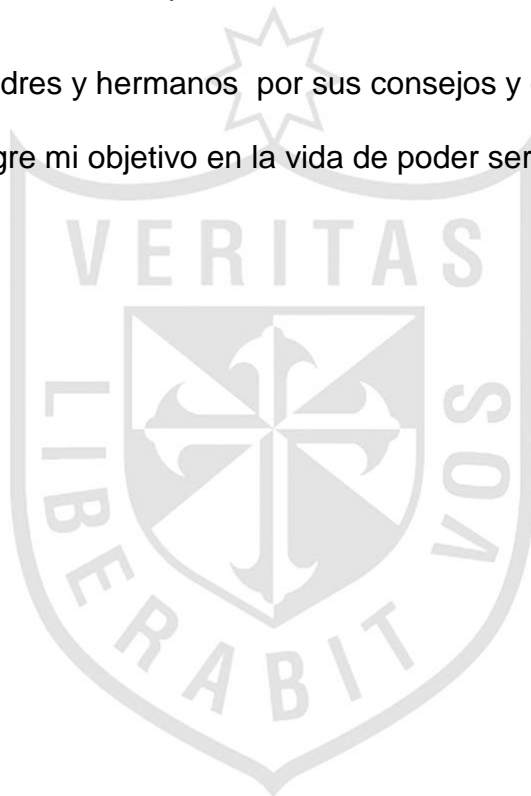 dres y hermanos  por sus consejos y
gre mi objetivo en la vida de poder ser
VERITAS
LIBERABIT
VOS